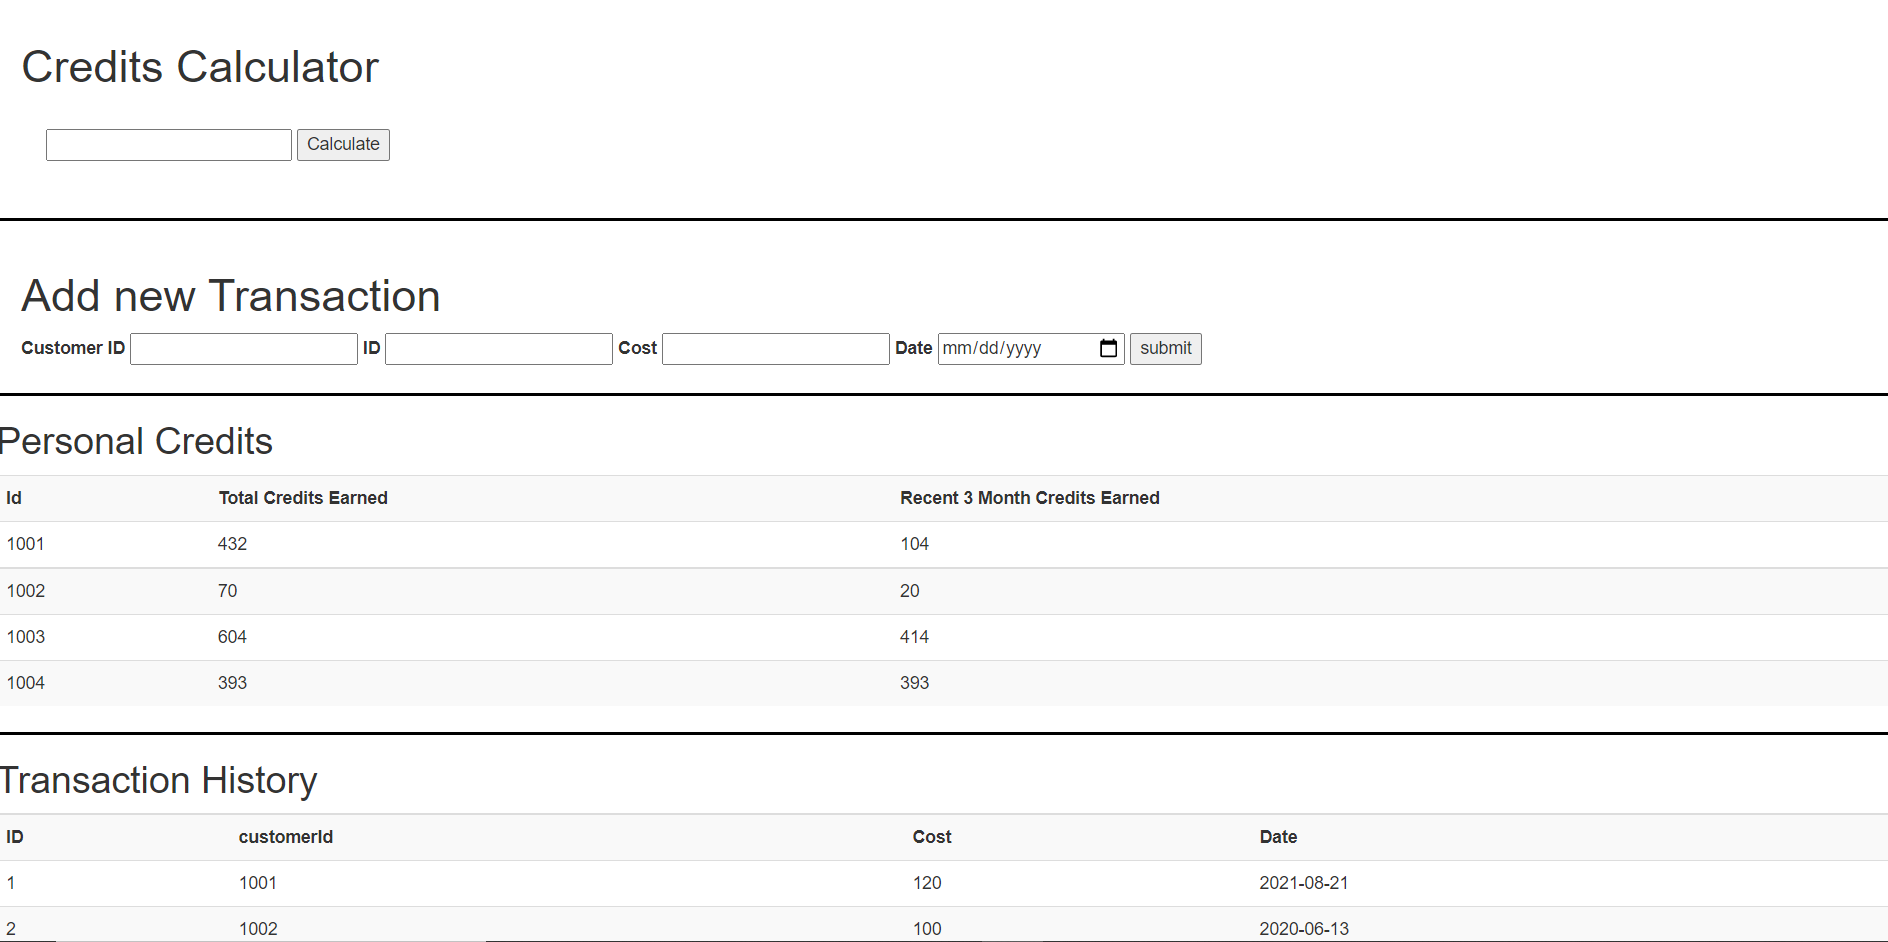 Credits Calculator
Calculate
Add new Transaction
Customer ID ID Cost Date mm/dd/yyyy submit
Personal Credits
Id Total Credits Earned Recent 3 Month Credits Earned
1001 432 104
1002 70 20
1003 604 414
1004 393 393
Transaction History
ID customerId Cost Date
1 1001 120 2021-08-21
2 1002 100 2020-06-13